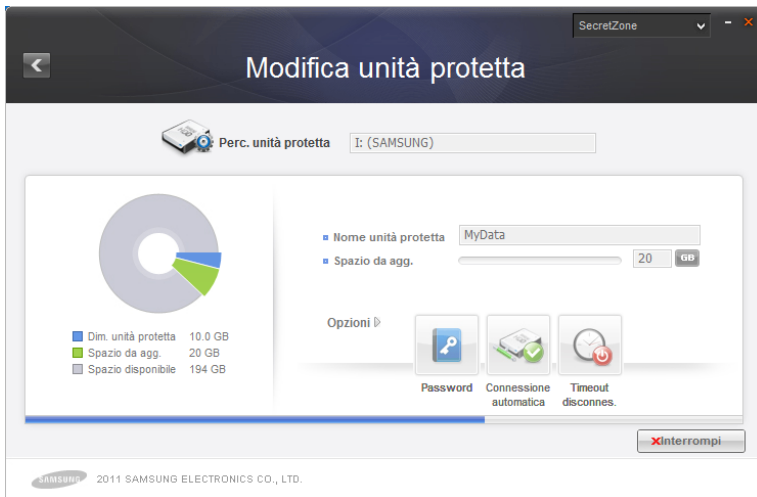 SecretZone
Modifica unità protetta
Perc. unità protetta I: (SAMSUNG)
Nome unità protetta MyData
Spazio da agg. 20 GB
Opzioni
Dim. unità protetta 10.0 GB
Spazio da agg. 20 GB
Spazio disponibile 194 GB
Password
Connessione automatica
Timeout disconnes.
Interrompi
SAMSUNG 2011 SAMSUNG ELECTRONICS CO., LTD.